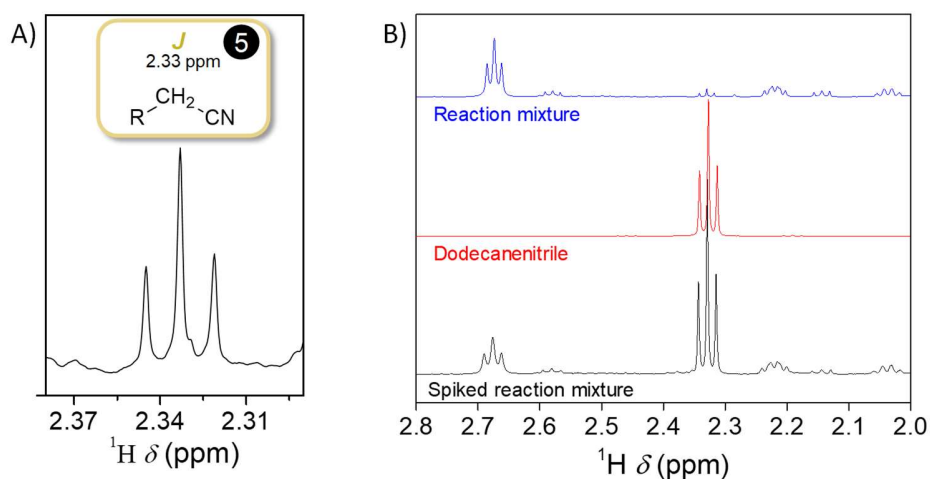 A)
J
5
2.33 ppm
CH2
R
CN
2.37
2.34
2.31
1H δ (ppm)
B)
Reaction mixture
Dodecanenitrile
Spiked reaction mixture
2.8 2.7 2.6 2.5 2.4 2.3 2.2 2.1 2.0
1H δ (ppm)